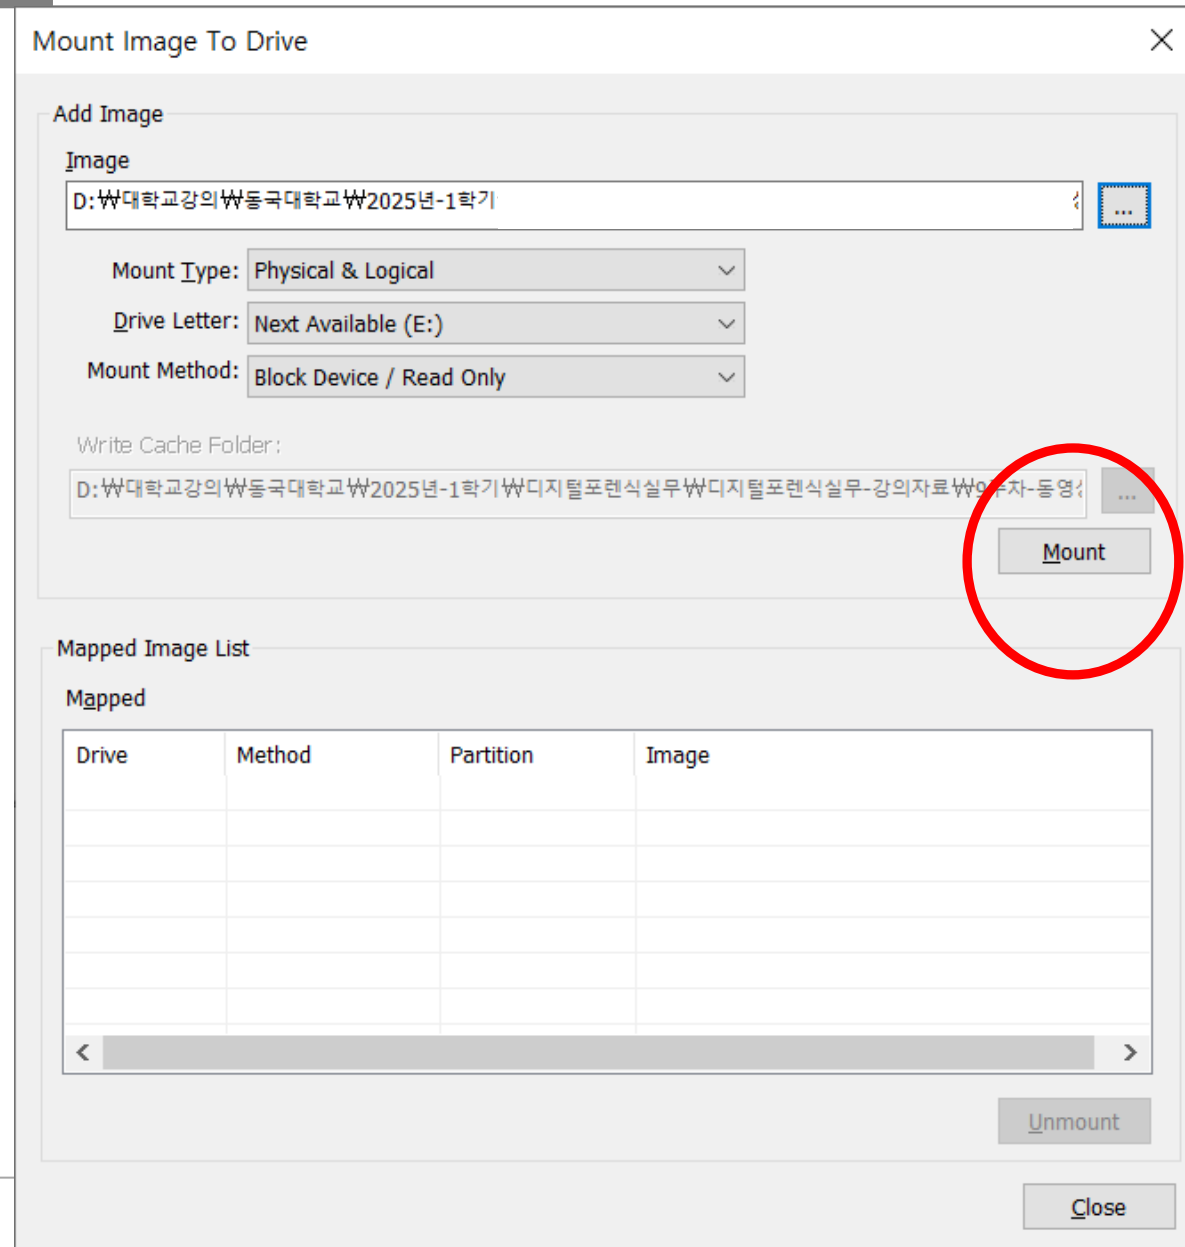 Mount Image To Drive
Add Image
Image
D:₩대학교강의₩동국대학교₩2025년-1학기
...
Mount Type: Physical & Logical
Drive Letter: Next Available (E:)
Mount Method: Block Device / Read Only
Write Cache Folder:
D:₩대학교강의₩동국대학교₩2025년-1학기₩디지털포렌식실무₩디지털포렌식실무-강의자료₩9주차-동영상
...
Mount
Mapped Image List
Mapped
Drive Method Partition Image
Unmount
Close